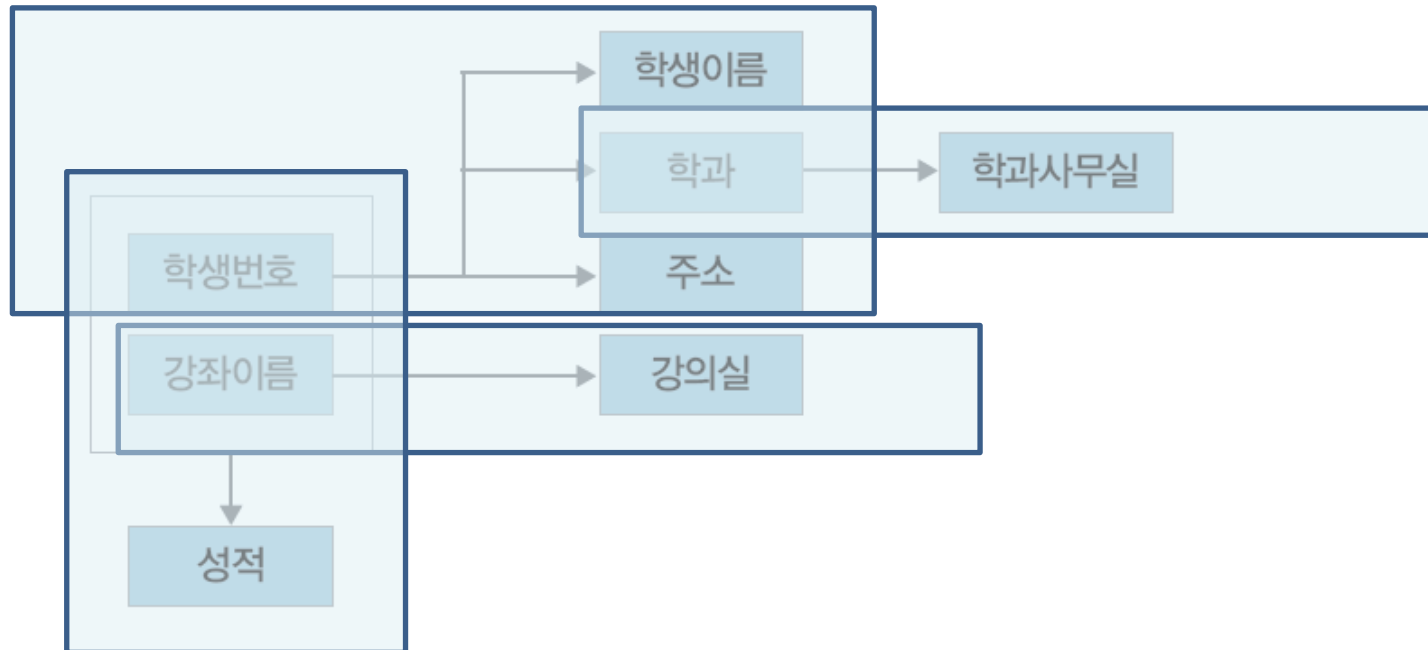 학생이름
학과
학과사무실
학생번호
주소
강좌이름
강의실
성적